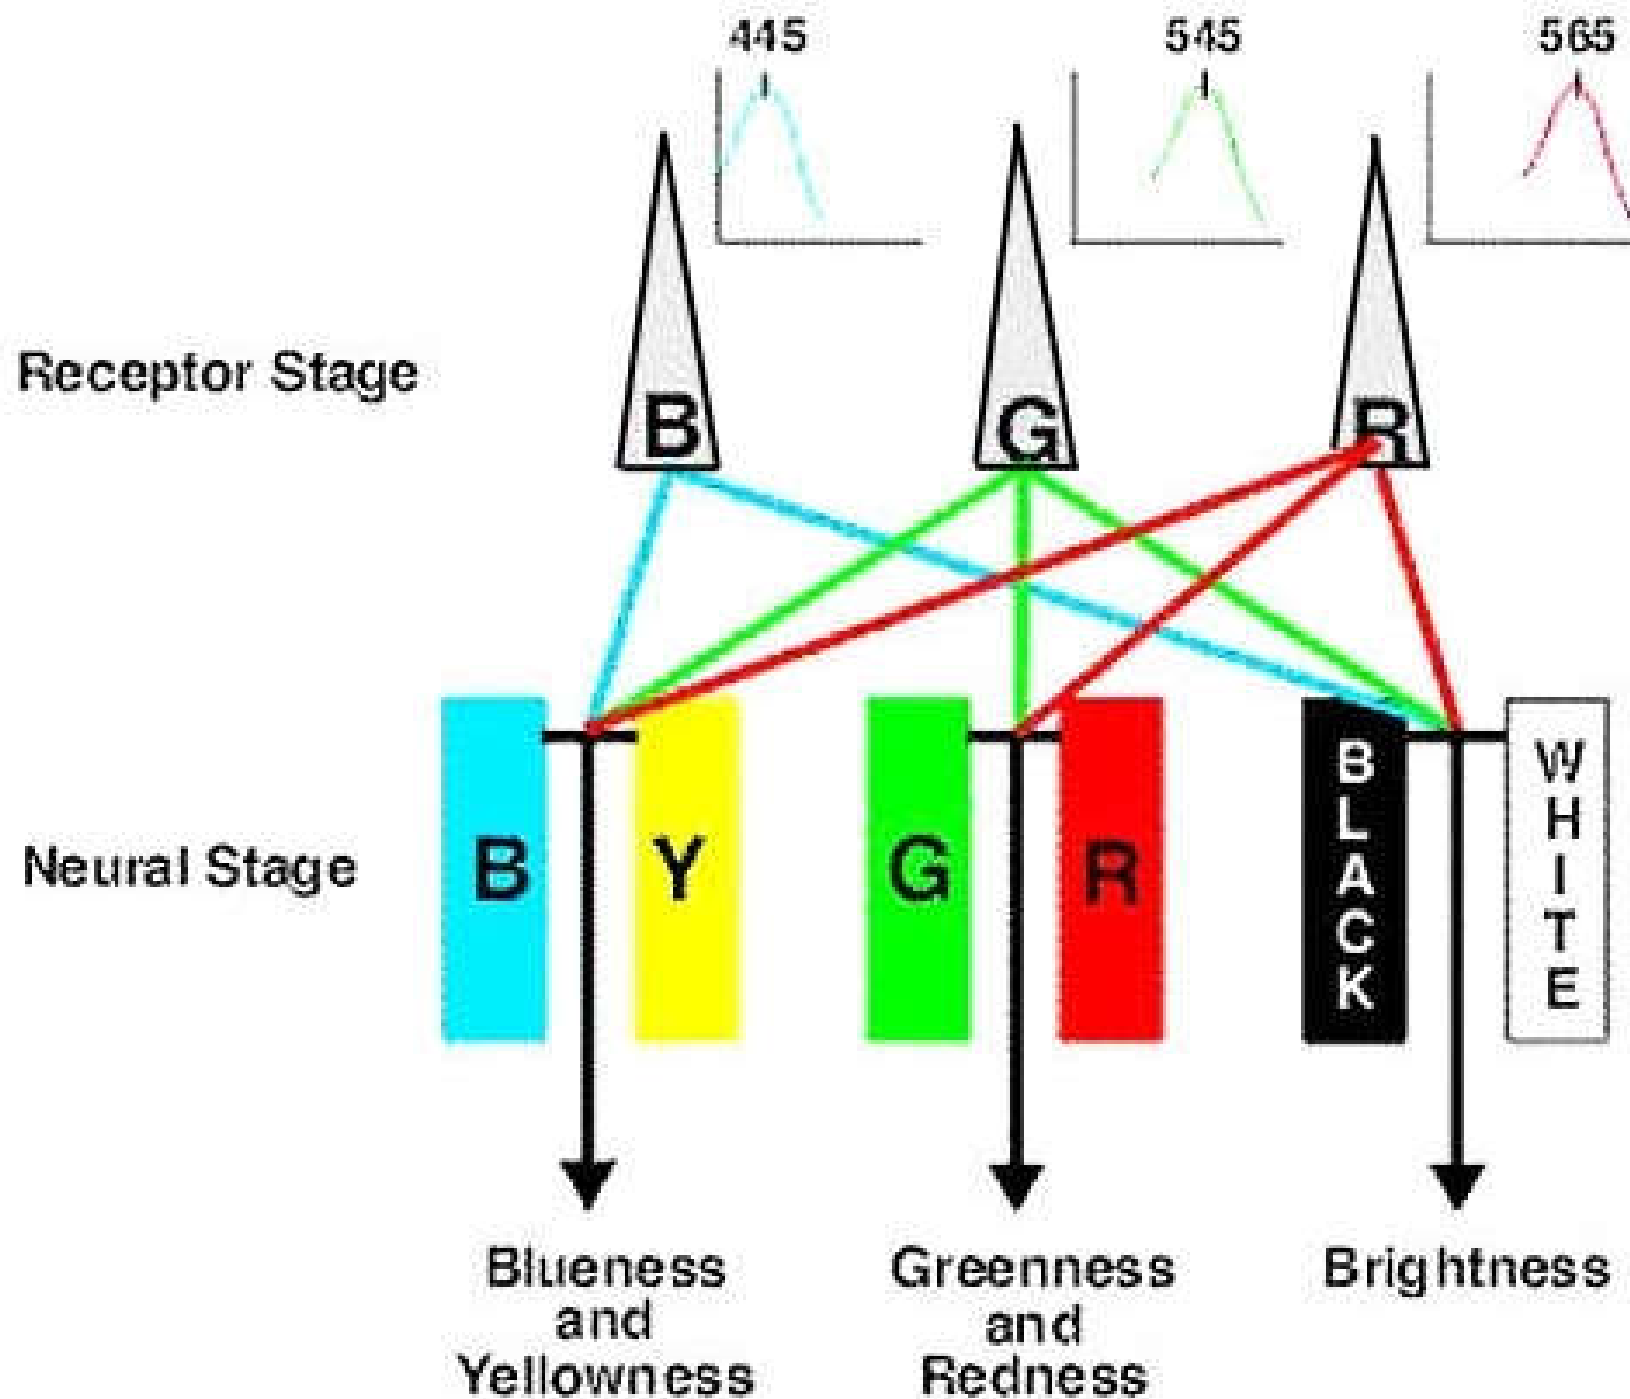 445 545 565
Receptor Stage
B G R
Neural Stage
B Y G R BLACK WHITE
Blueness and Yellowness
Greenness and Redness
Brightness